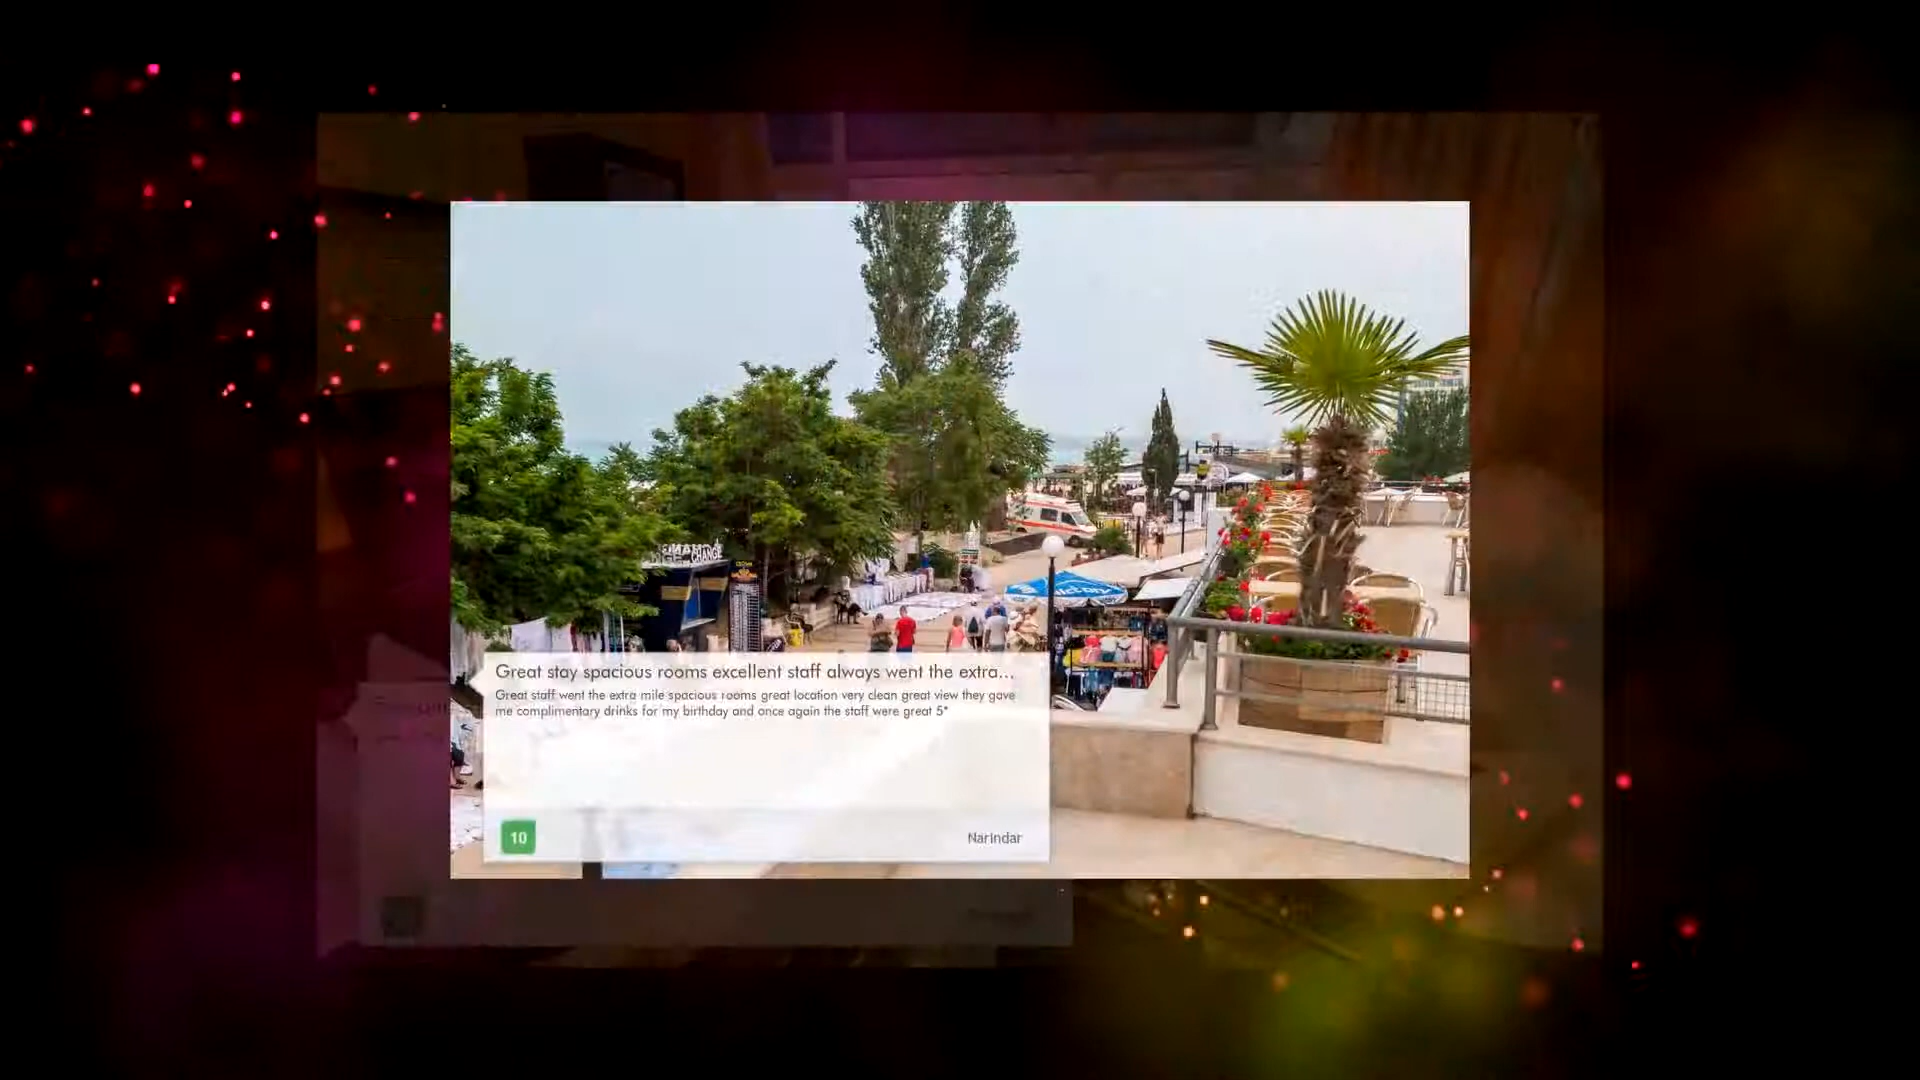 CHANGE
Great stay spacious rooms excellent staff always went the extra...
Great staff went the extra mile spacious rooms great location very clean great view they gave
me complimentary drinks for my birthday and once again the staff were great 5*
10
Narindar